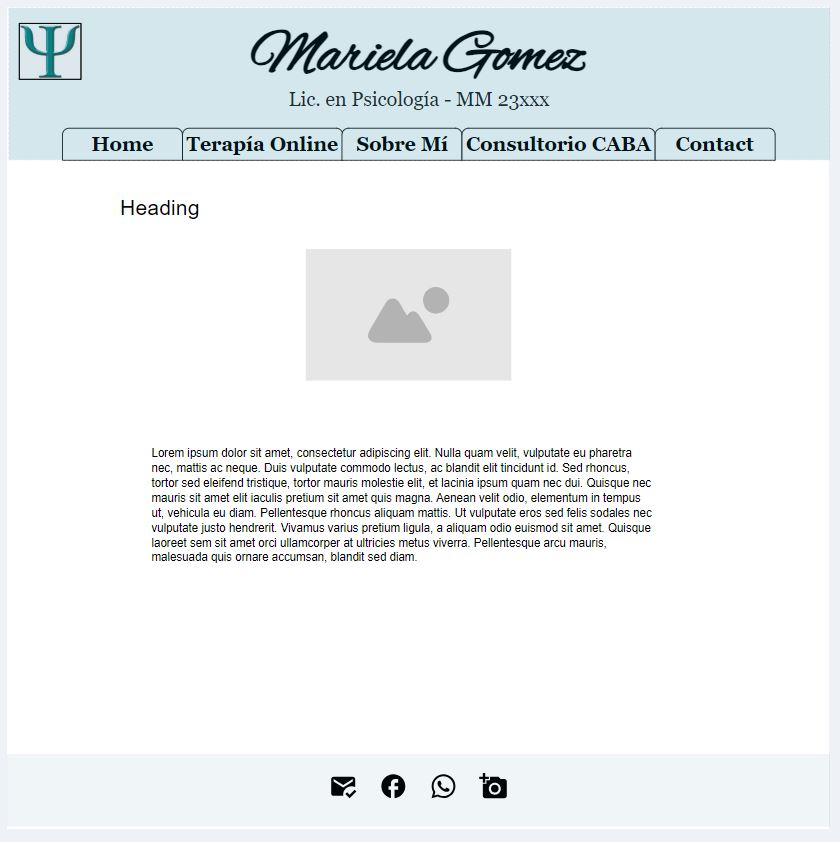 Ψ
Mariela Gomez
Lic. en Psicología - MM 23xxx
Home Terapía Online Sobre Mí Consultorio CABA Contact
Heading
Lorem ipsum dolor sit amet, consectetur adipiscing elit. Nulla quam velit, vulputate eu pharetra
nec, mattis ac neque. Duis vulputate commodo lectus, ac blandit elit tincidunt id. Sed rhoncus,
tortor sed eleifend tristique, tortor mauris molestie elit, et lacinia ipsum quam nec dui. Quisque nec
mauris sit amet elit iaculis pretium sit amet quis magna. Aenean velit odio, elementum in tempus
ut, vehicula eu diam. Pellentesque rhoncus aliquam mattis. Ut vulputate eros sed felis sodales nec
vulputate justo hendrerit. Vivamus varius pretium ligula, a aliquam odio euismod sit amet. Quisque
laoreet sem sit amet orci ullamcorper at ultricies metus viverra. Pellentesque arcu mauris,
malesuada quis ornare accumsan, blandit sed diam.